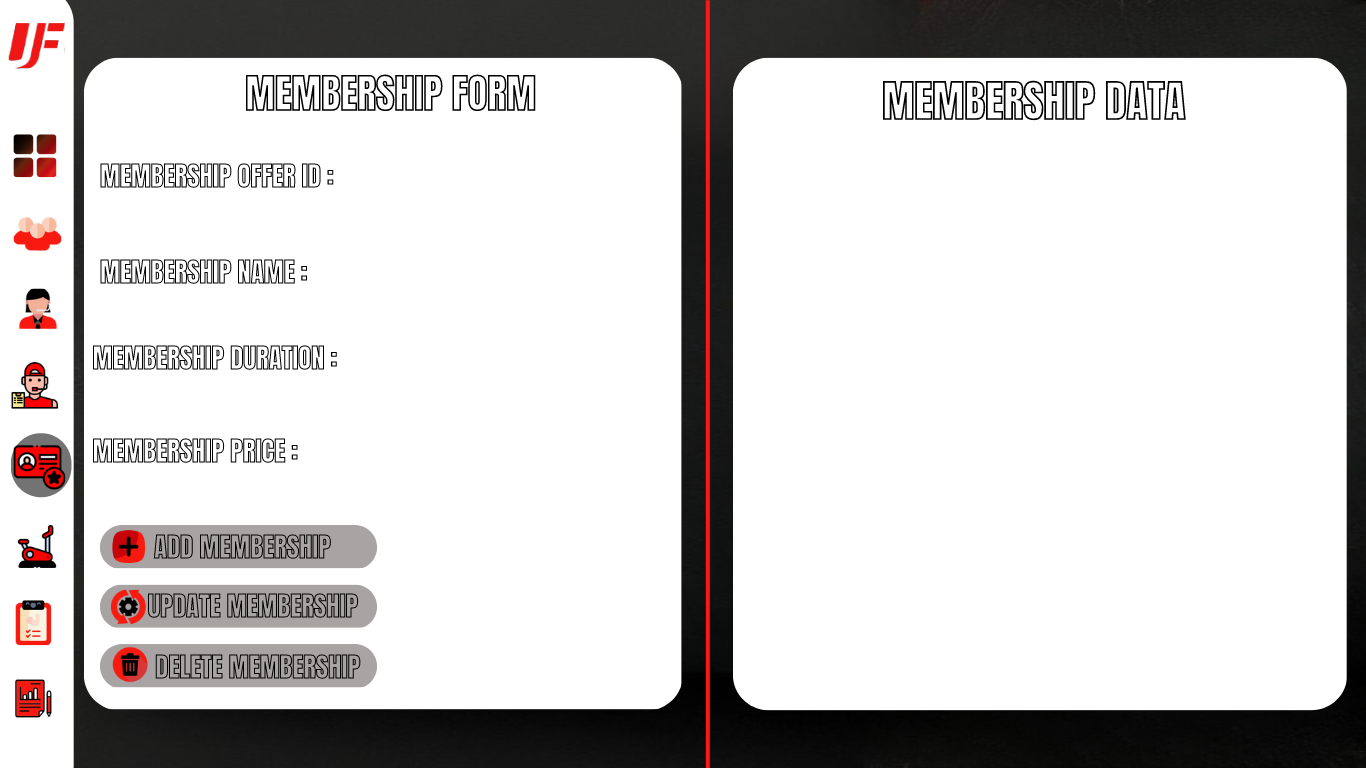 JF
MEMBERSHIP FORM
MEMBERSHIP OFFER ID :
MEMBERSHIP NAME :
MEMBERSHIP DURATION :
MEMBERSHIP PRICE :
ADD MEMBERSHIP
UPDATE MEMBERSHIP
DELETE MEMBERSHIP
MEMBERSHIP DATA